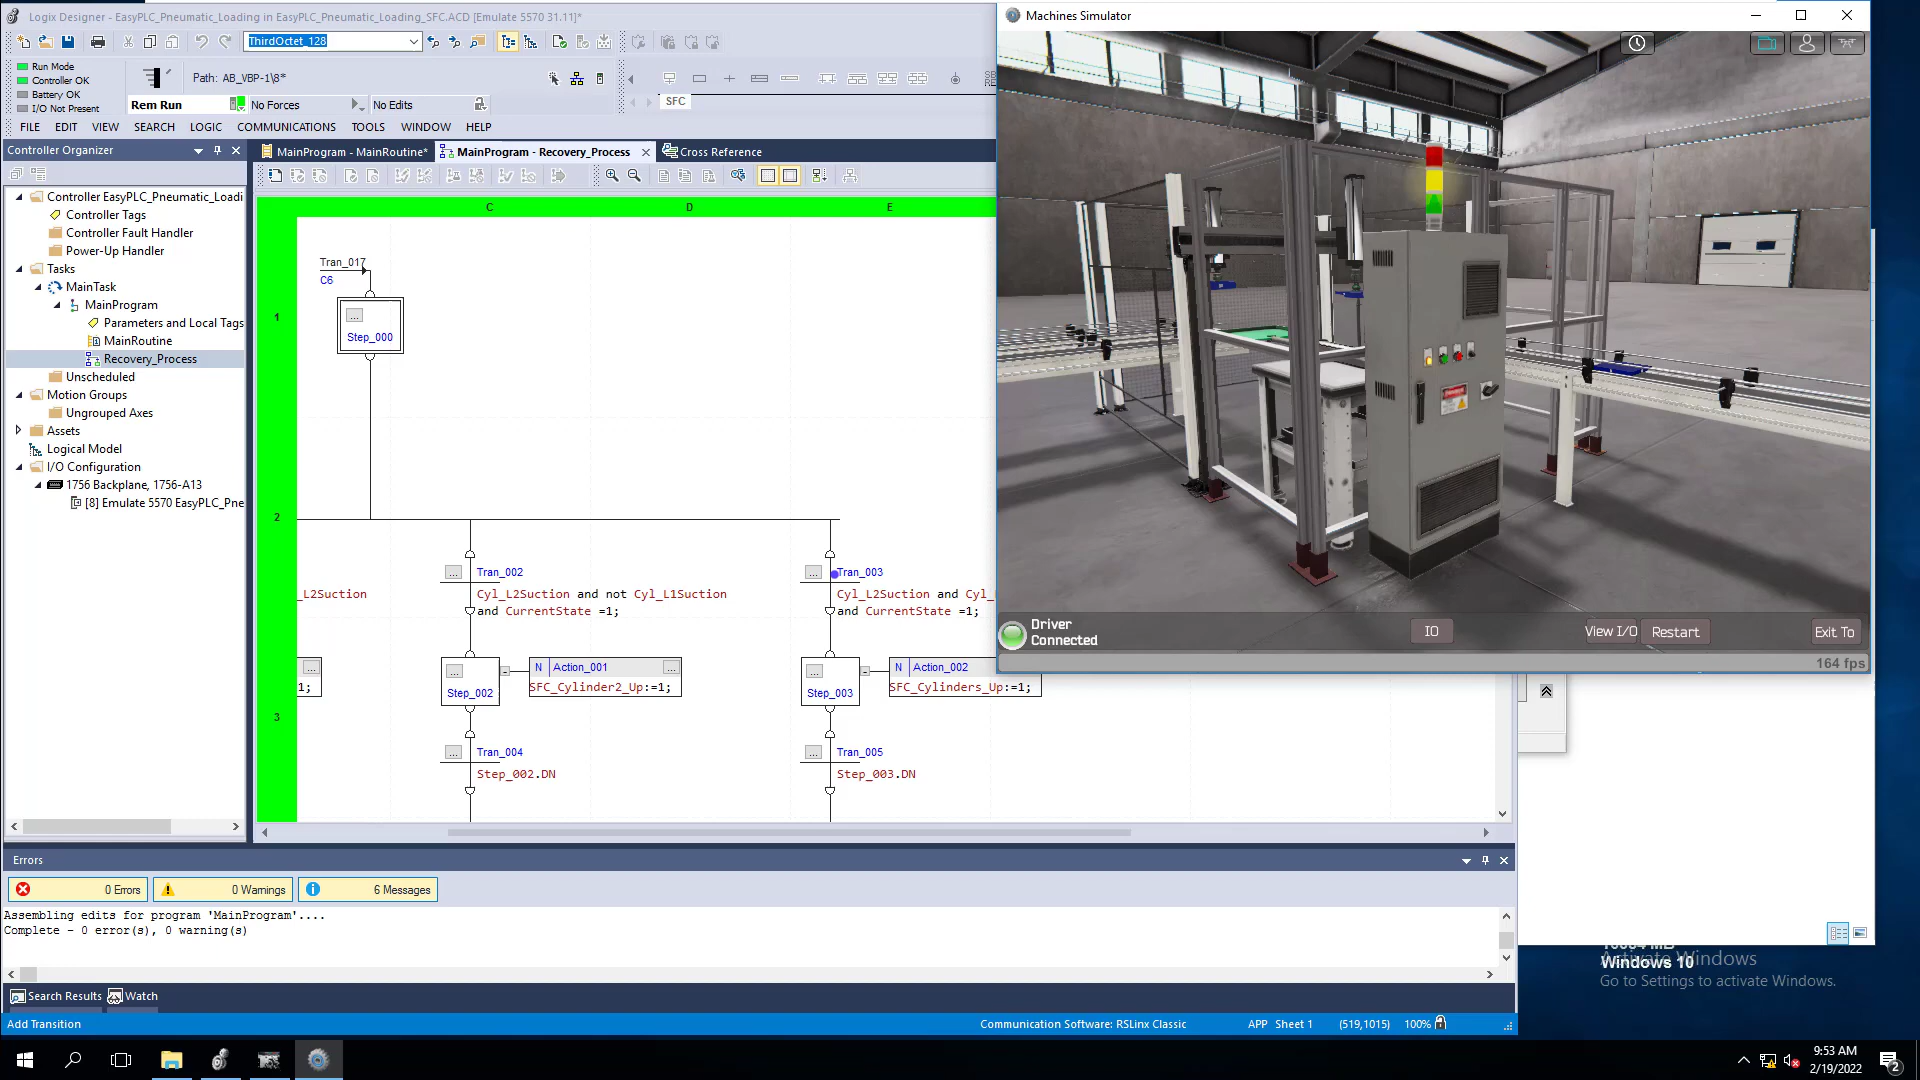 Logix Designer - EasyPLC_Pneumatic_Loading in EasyPLC_Pneumatic_Loading_SFC.ACD [Emulate 5570 31.11]*
ThirdOctet_128
Run Mode
Controller OK
Battery OK
I/O Not Present
Path: AB_VBP-1\8*
Rem Run
No Forces
No Edits
SFC
FILE EDIT VIEW SEARCH LOGIC COMMUNICATIONS TOOLS WINDOW HELP
Controller Organizer
MainProgram - MainRoutine*
MainProgram - Recovery_Process
Cross Reference
Controller EasyPLC_Pneumatic_Loadi
Controller Tags
Controller Fault Handler
Power-Up Handler
Tasks
MainTask
MainProgram
Parameters and Local Tags
MainRoutine
Recovery_Process
Unscheduled
Motion Groups
Ungrouped Axes
Assets
Logical Model
I/O Configuration
1756 Backplane, 1756-A13
[8] Emulate 5570 EasyPLC_Pne
C D E
1
2
3
Tran_017
C6
...
Step_000
_L2Suction
... Tran_002
Cyl_L2Suction and not Cyl_L1Suction
and CurrentState =1;
... Tran_003
Cyl_L2Suction and Cyl_
and CurrentState =1;
...
1;
...
Step_002
N Action_001 ...
SFC_Cylinder2_Up:=1;
...
Step_003
N Action_002
SFC_Cylinders_Up:=1;
... Tran_004
Step_002.DN
... Tran_005
Step_003.DN
Machines Simulator
DANGER
Driver
Connected
IO
View I/O
Restart
Exit To
164 fps
Errors
0 Errors
0 Warnings
6 Messages
Assembling edits for program 'MainProgram'....
Complete - 0 error(s), 0 warning(s)
Search Results
Watch
Add Transition
Communication Software: RSLinx Classic
APP Sheet 1 (519,1015) 100%
Windows 10
Activate Windows
Go to Settings to activate Windows.
9:53 AM
2/19/2022
2